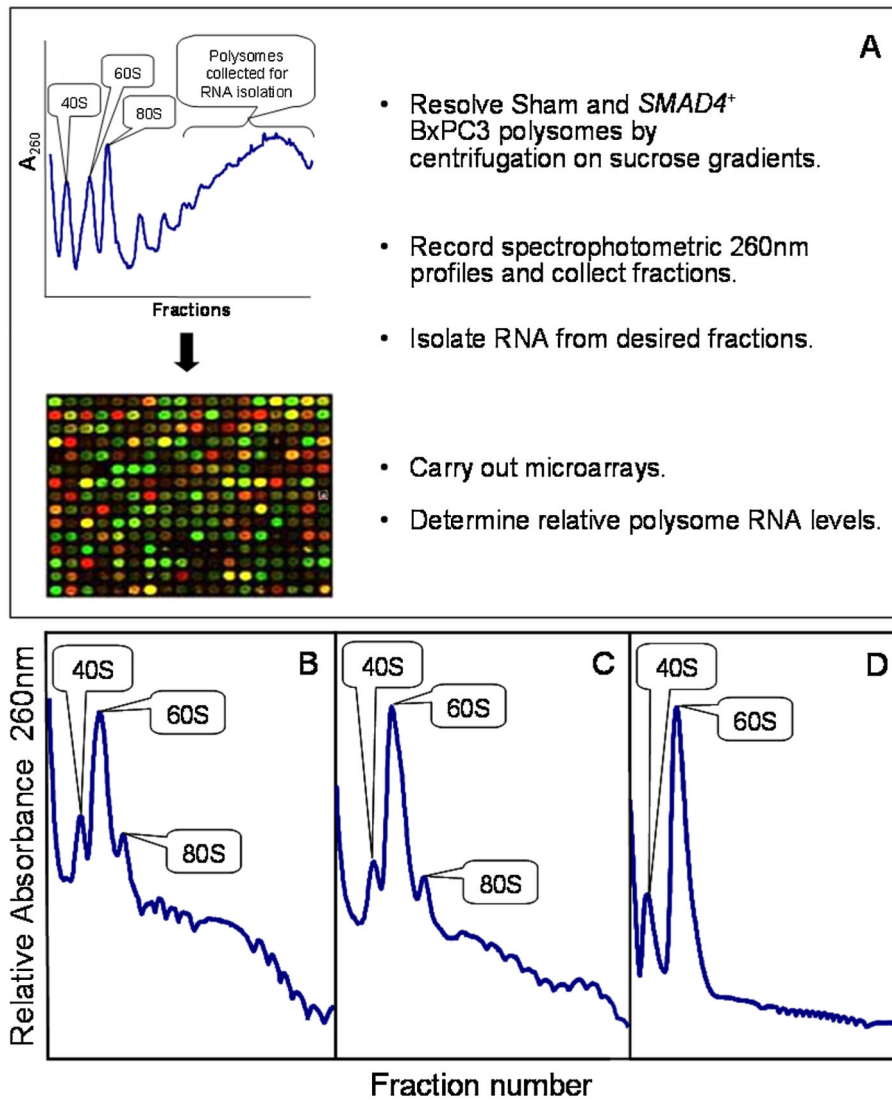 A
Polysomes
collected for
RNA isolation
60S
40S
80S
A260
Fractions
• Resolve Sham and SMAD4+
BxPC3 polysomes by
centrifugation on sucrose gradients.
• Record spectrophotometric 260nm
profiles and collect fractions.
• Isolate RNA from desired fractions.
• Carry out microarrays.
• Determine relative polysome RNA levels.
B
40S
60S
80S
C
40S
60S
80S
D
40S
60S
Relative Absorbance 260nm
Fraction number